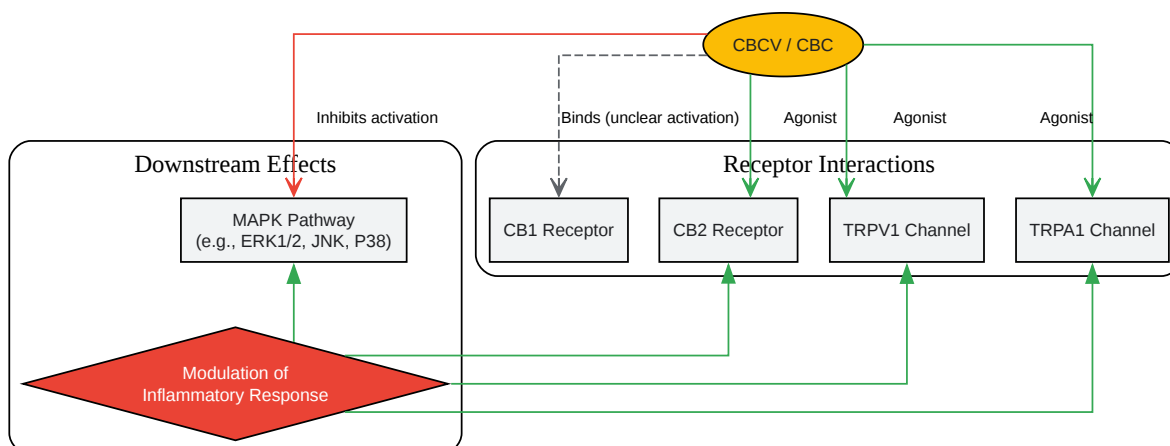 CBCV / CBC
Inhibits activation
Binds (unclear activation)
Agonist
Agonist
Agonist
Downstream Effects
Receptor Interactions
MAPK Pathway
(e.g., ERK1/2, JNK, P38)
CB1 Receptor
CB2 Receptor
TRPV1 Channel
TRPA1 Channel
Modulation of
Inflammatory Response